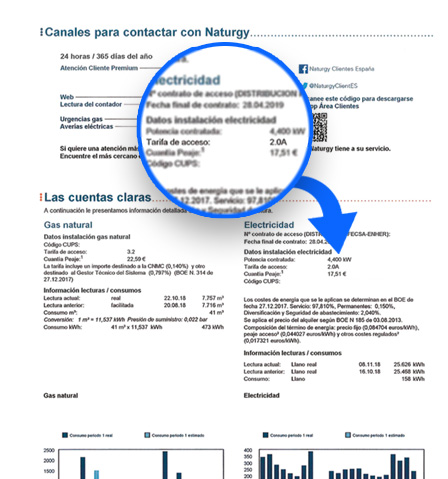 Canales para contactar con Naturgy
24 horas / 365 días del año
Atención Cliente Premium
Web
Lectura del contador
Urgencias gas
Averías eléctricas
Si quiere una atención más
Encuentre el más cercano
Naturgy Clientes España
@NaturgyClientES
anee este código para descargarse
pp Área Clientes
Naturgy tiene a su servicio.
ectricidad
Nº contrato de acceso (DISTRIBUCION
Fecha final de contrato: 28.04.2019
Datos instalación electricidad
Potencia contratada: 4,400 kW
Tarifa de acceso: 2.0A
Cuantía Peaje:¹ 17,51 €
Código CUPS:
stes de energía que se le aplic
.12.2017. Servicio: 97,810%
Las cuentas claras
A continuación le presentamos información detallada
Gas natural
Datos instalación gas natural
Código CUPS:
Tarifa de acceso: 3.2
Cuantía Peaje:¹ 22,59 €
La tarifa incluye un importe destinado a la CNMC (0,140%) y otro
destinado al Gestor Técnico del Sistema (0,797%) (BOE N. 314 de
27.12.2017)
Información lecturas / consumos
Lectura actual: real 22.10.18 7.757 m³
Lectura anterior: facilitada 20.08.18 7.716 m³
Consumo m³: 41 m³
Conversión: 1 m³ = 11,537 kWh Presión de suministro: 0,022 bar
Consumo kWh: 41 m³ x 11,537 kWh 473 kWh
Electricidad
Nº contrato de acceso (DISTR FECSA-ENHER):
Fecha final de contrato: 28.04.2
Datos instalación electricidad
Potencia contratada: 4,400 kW
Tarifa de acceso: 2.0A
Cuantía Peaje:¹ 17,51 €
Código CUPS:
Los costes de energía que se le aplican se determinan en el BOE de
fecha 27.12.2017. Servicio: 97,810%, Permanentes: 0,150%,
Diversificación y Seguridad de abastecimiento: 2,040%.
Se aplica el precio del alquiler según BOE N 185 de 03.08.2013.
Composición del término de energía: precio fijo (0,084704 euros/kWh),
peaje acceso² (0,044027 euros/kWh) y otros costes regulados³
(0,017321 euros/kWh).
Información lecturas / consumos
Lectura actual: Llano real 08.11.18 25.626 kWh
Lectura anterior: Llano real 16.10.18 25.468 kWh
Consumo: Llano 158 kWh
Gas natural
Consumo periodo 1 real Consumo periodo 1 estimado
2500
2000
1500
1000
Electricidad
Consumo periodo 1 real Consumo periodo 1 estimado
400
350
300
250
200